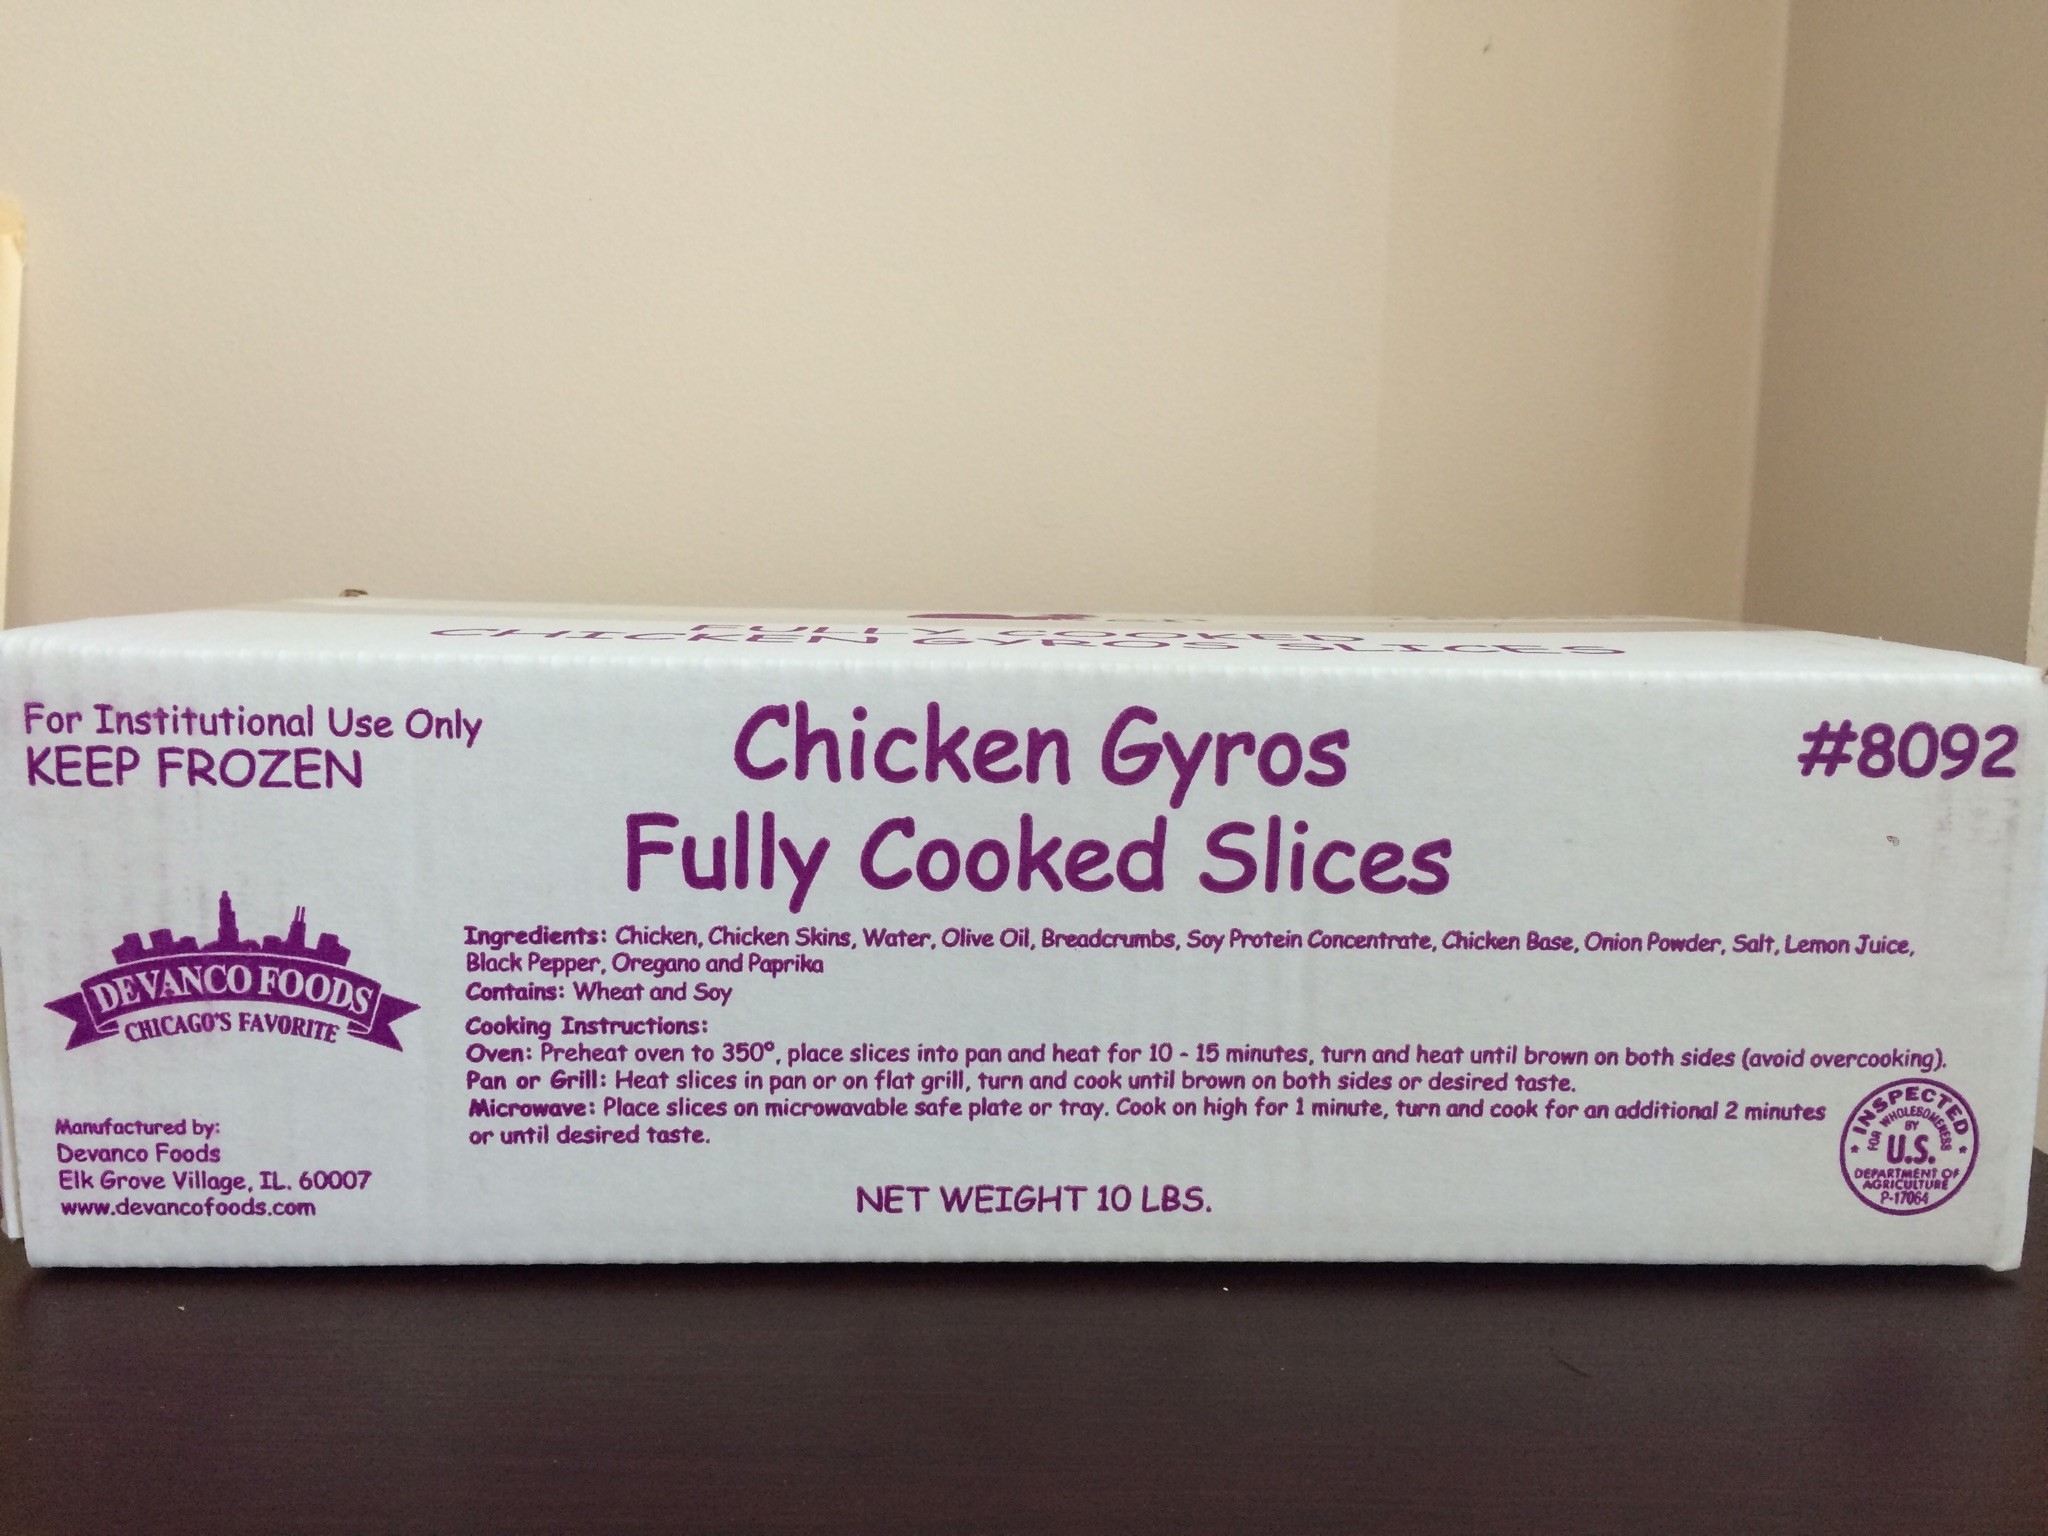 FULLY COOKED
CHICKEN GYROS SLICES
For Institutional Use Only
KEEP FROZEN
Chicken Gyros
Fully Cooked Slices
#8092
DEVANCO FOODS
CHICAGO'S FAVORITE
Ingredients: Chicken, Chicken Skins, Water, Olive Oil, Breadcrumbs, Soy Protein Concentrate, Chicken Base, Onion Powder, Salt, Lemon Juice,
Black Pepper, Oregano and Paprika
Contains: Wheat and Soy
Cooking Instructions:
Oven: Preheat oven to 350°, place slices into pan and heat for 10 - 15 minutes, turn and heat until brown on both sides (avoid overcooking).
Pan or Grill: Heat slices in pan or on flat grill, turn and cook until brown on both sides or desired taste.
Microwave: Place slices on microwavable safe plate or tray. Cook on high for 1 minute, turn and cook for an additional 2 minutes
or until desired taste.
Manufactured by:
Devanco Foods
Elk Grove Village, IL. 60007
www.devancofoods.com
NET WEIGHT 10 LBS.
INSPECTED
FOR WHOLESOMENESS
BY
U.S.
DEPARTMENT OF
AGRICULTURE
P-17064